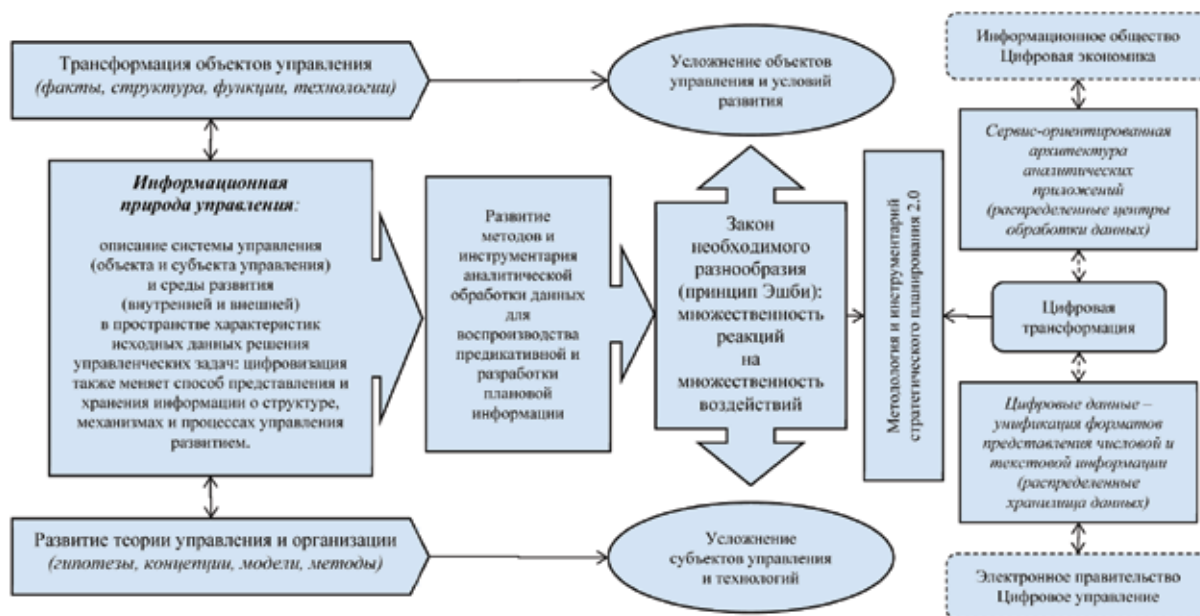 Трансформация объектов управления
(факты, структура, функции, технологии)
Усложнение объектов
управления и условий
развития
Информационное общество
Цифровая экономика
Информационная
природа управления:
описание системы управления
(объекта и субъекта управления)
и среды развития
(внутренней и внешней)
в пространстве характеристик
исходных данных решения
управленческих задач: цифровизация
также меняет способ представления и
хранения информации о структуре,
механизмах и процессах управления
развитием.
Развитие
методов и
инструментария
аналитической
обработки данных
для
воспроизводства
предикативной и
разработки
плановой
информации
Закон
необходимого
разнообразия
(принцип Эшби):
множественность
реакций
на
множественность
воздействий
Методология и инструментарий
стратегического планирования 2.0
Сервис-ориентированная
архитектура
аналитических
приложений
(распределенные центры
обработки данных)
Цифровая
трансформация
Цифровые данные –
унификация форматов
представления числовой и
текстовой информации
(распределенные
хранилища данных)
Развитие теории управления и организации
(гипотезы, концепции, модели, методы)
Усложнение
субъектов управления
и технологий
Электронное правительство
Цифровое управление